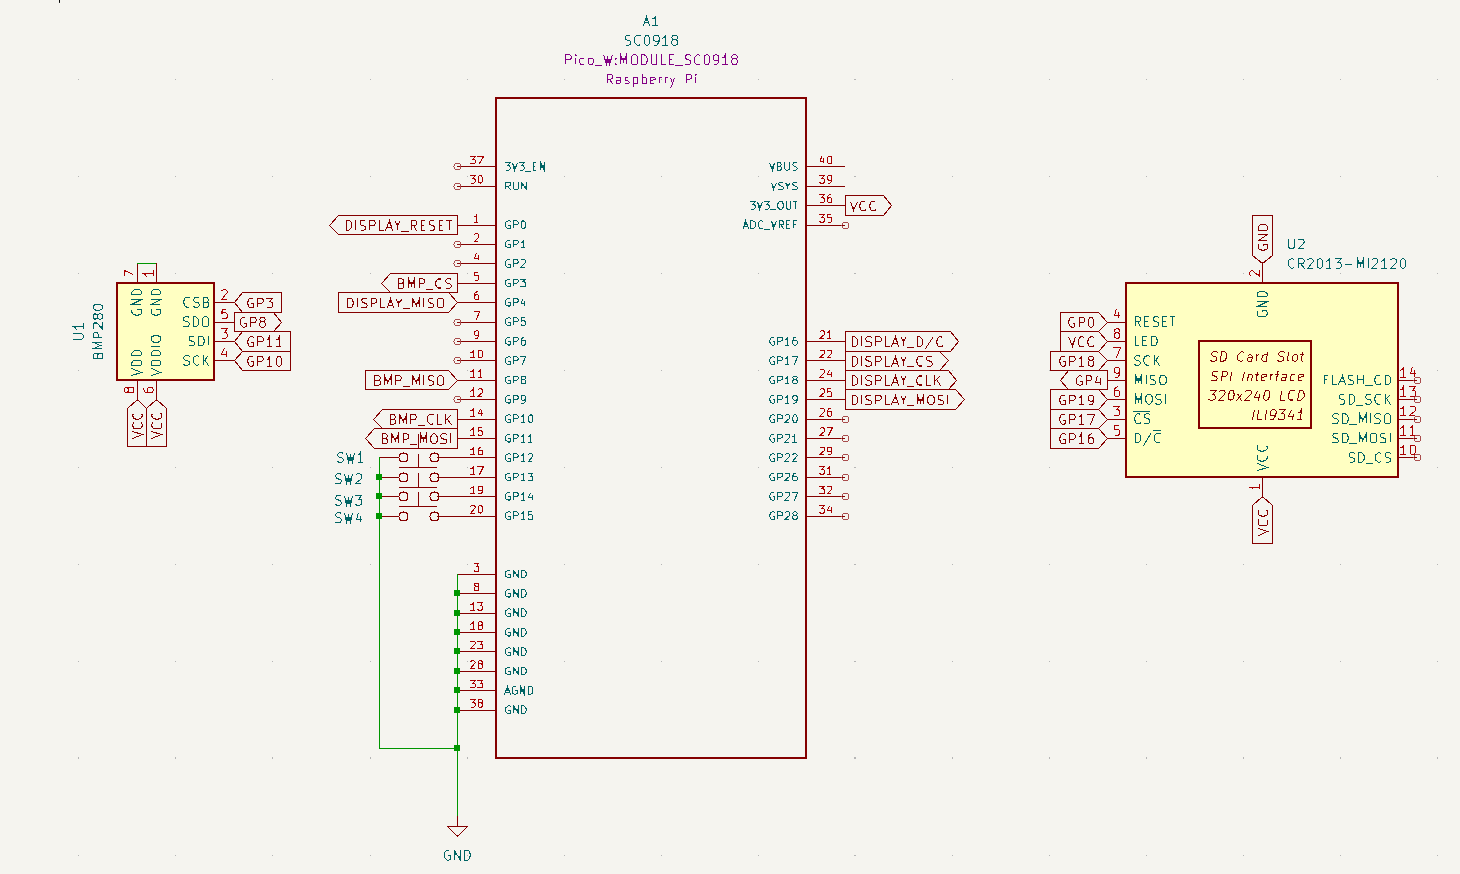 A1
SC0918
Pico_W:MODULE_SC0918
Raspberry Pi
37 3V3_EN
30 RUN
DISPLAY_RESET 1 GP0
2 GP1
4 GP2
BMP_CS 5 GP3
DISPLAY_MISO 6 GP4
7 GP5
9 GP6
10 GP7
BMP_MISO 11 GP8
12 GP9
BMP_CLK 14 GP10
BMP_MOSI 15 GP11
SW1 16 GP12
SW2 17 GP13
SW3 19 GP14
SW4 20 GP15
3 GND
8 GND
13 GND
18 GND
23 GND
28 GND
33 AGND
38 GND
GND
VBUS 40
VSYS 39
3V3_OUT 36 VCC
ADC_VREF 35
GP16 21 DISPLAY_D/C
GP17 22 DISPLAY_CS
GP18 24 DISPLAY_CLK
GP19 25 DISPLAY_MOSI
GP20 26
GP21 27
GP22 29
GP26 31
GP27 32
GP28 34
U1
BMP280
7 GND
1 GND
CSB 2 GP3
SDO 5 GP8
SDI 3 GP11
SCK 4 GP10
VDD 8 VCC
VDDIO 6 VCC
U2
CR2013-MI2120
GND 2 GND
GP0 4 RESET
VCC 8 LED
GP18 7 SCK
GP4 9 MISO
GP19 6 MOSI
GP17 3 CS
GP16 5 D/C
SD Card Slot
SPI Interface
320x240 LCD
ILI9341
FLASH_CD 14
SD_SCK 13
SD_MISO 12
SD_MOSI 11
SD_CS 10
VCC 1 VCC